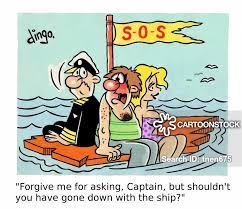 dingo.
S-O-S
CARTOONSTOCK
.com
Search ID: tnen675
"Forgive me for asking, Captain, but shouldn't
you have gone down with the ship?"